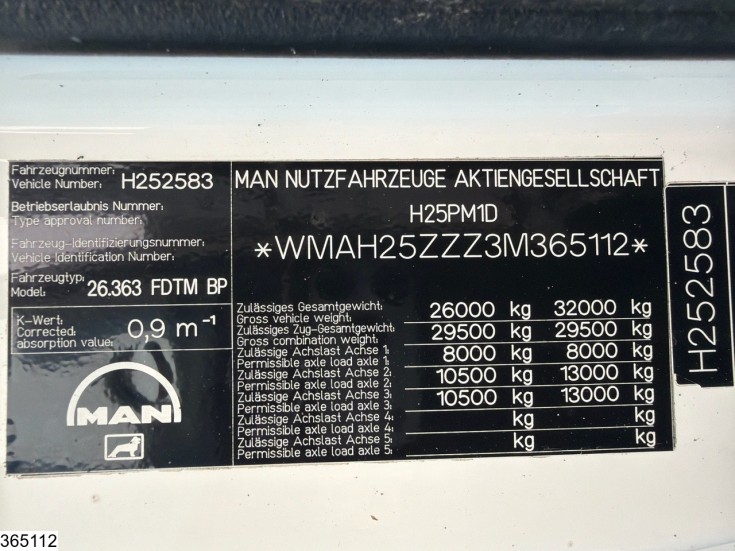 Fahrzeugnummer:
Vehicle Number: H252583
Betriebserlaubnis Nummer:
Type approval number:
Fahrzeug-Identifizierungsnummer:
Vehicle Identification Number:
Fahrzeugtyp:
Model: 26.363 FDTM BP
K-Wert:
Corrected 0,9 m⁻¹
absorption value:
MAN
MAN NUTZFAHRZEUGE AKTIENGESELLSCHAFT
H25PM1D
*WMAH25ZZZ3M365112*
Zulässiges Gesamtgewicht: 26000 kg 32000 kg
Gross vehicle weight:
Zulässiges Zug-Gesamtgewicht: 29500 kg 29500 kg
Gross combination weight:
Zulässige Achslast Achse 1: 8000 kg 8000 kg
Permissible axle load axle 1:
Zulässige Achslast Achse 2: 10500 kg 13000 kg
Permissible axle load axle 2:
Zulässige Achslast Achse 3: 10500 kg 13000 kg
Permissible axle load axle 3:
Zulässige Achslast Achse 4: kg kg
Permissible axle load axle 4:
Zulässige Achslast Achse 5: kg kg
Permissible axle load axle 5:
H252583
365112